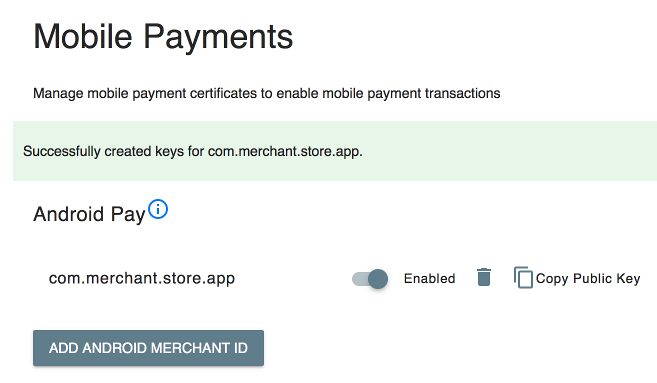 Mobile Payments
Manage mobile payment certificates to enable mobile payment transactions
Successfully created keys for com.merchant.store.app.
Android Pay
com.merchant.store.app Enabled Copy Public Key
ADD ANDROID MERCHANT ID